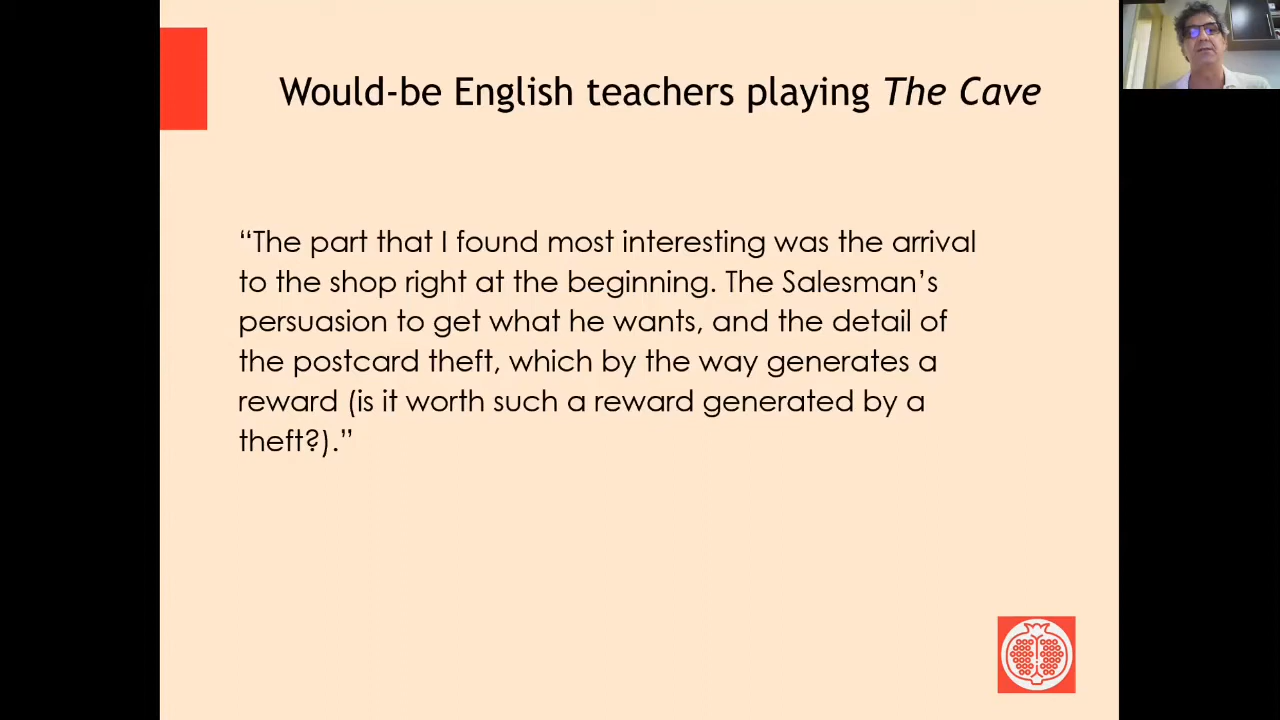 Would-be English teachers playing The Cave
“The part that I found most interesting was the arrival
to the shop right at the beginning. The Salesman’s
persuasion to get what he wants, and the detail of
the postcard theft, which by the way generates a
reward (is it worth such a reward generated by a
theft?).”